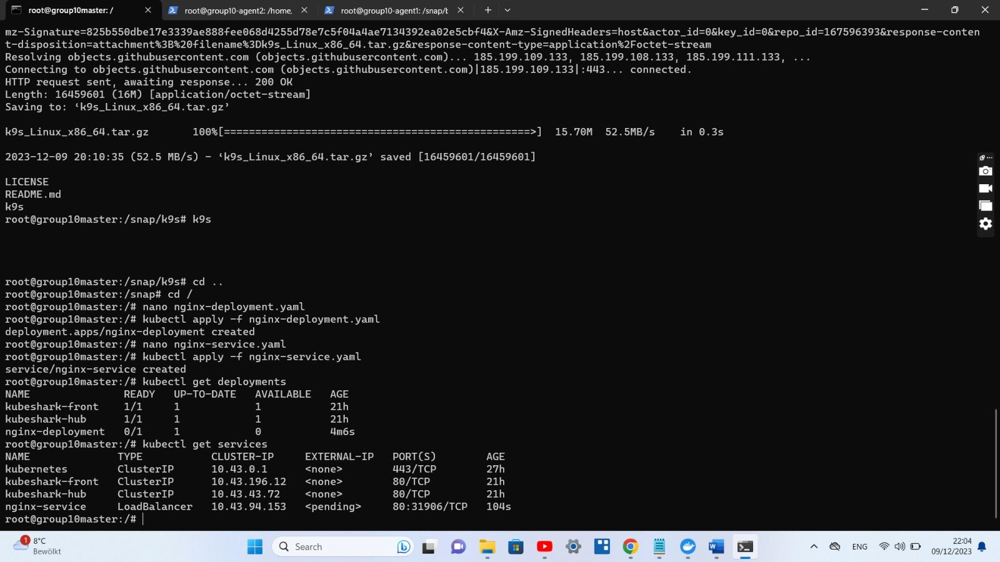 root@group10master: /
root@group10-agent2: /home,
root@group10-agent1: /snap/b
mz-Signature=825b550dbe17e3339ae888fee068d4255d78e7c5f04a4ae7134392ea02e5cbf4&X-Amz-SignedHeaders=host&actor_id=0&key_id=0&repo_id=167596393&response-conten
t-disposition=attachment%3B%20filename%3Dk9s_Linux_x86_64.tar.gz&response-content-type=application%2Foctet-stream
Resolving objects.githubusercontent.com (objects.githubusercontent.com)... 185.199.109.133, 185.199.108.133, 185.199.111.133, ...
Connecting to objects.githubusercontent.com (objects.githubusercontent.com)|185.199.109.133|:443... connected.
HTTP request sent, awaiting response... 200 OK
Length: 16459601 (16M) [application/octet-stream]
Saving to: ‘k9s_Linux_x86_64.tar.gz’
k9s_Linux_x86_64.tar.gz 100%[=================================================>] 15.70M 52.5MB/s in 0.3s
2023-12-09 20:10:35 (52.5 MB/s) - ‘k9s_Linux_x86_64.tar.gz’ saved [16459601/16459601]
LICENSE
README.md
k9s
root@group10master:/snap/k9s# k9s
root@group10master:/snap/k9s# cd ..
root@group10master:/snap# cd /
root@group10master:/# nano nginx-deployment.yaml
root@group10master:/# kubectl apply -f nginx-deployment.yaml
deployment.apps/nginx-deployment created
root@group10master:/# nano nginx-service.yaml
root@group10master:/# kubectl apply -f nginx-service.yaml
service/nginx-service created
root@group10master:/# kubectl get deployments
NAME READY UP-TO-DATE AVAILABLE AGE
kubeshark-front 1/1 1 1 21h
kubeshark-hub 1/1 1 1 21h
nginx-deployment 0/1 1 0 4m6s
root@group10master:/# kubectl get services
NAME TYPE CLUSTER-IP EXTERNAL-IP PORT(S) AGE
kubernetes ClusterIP 10.43.0.1 <none> 443/TCP 27h
kubeshark-front ClusterIP 10.43.196.12 <none> 80/TCP 21h
kubeshark-hub ClusterIP 10.43.43.72 <none> 80/TCP 21h
nginx-service LoadBalancer 10.43.94.153 <pending> 80:31906/TCP 104s
root@group10master:/#
1
8°C
Bewölkt
Search
ENG
22:04
09/12/2023